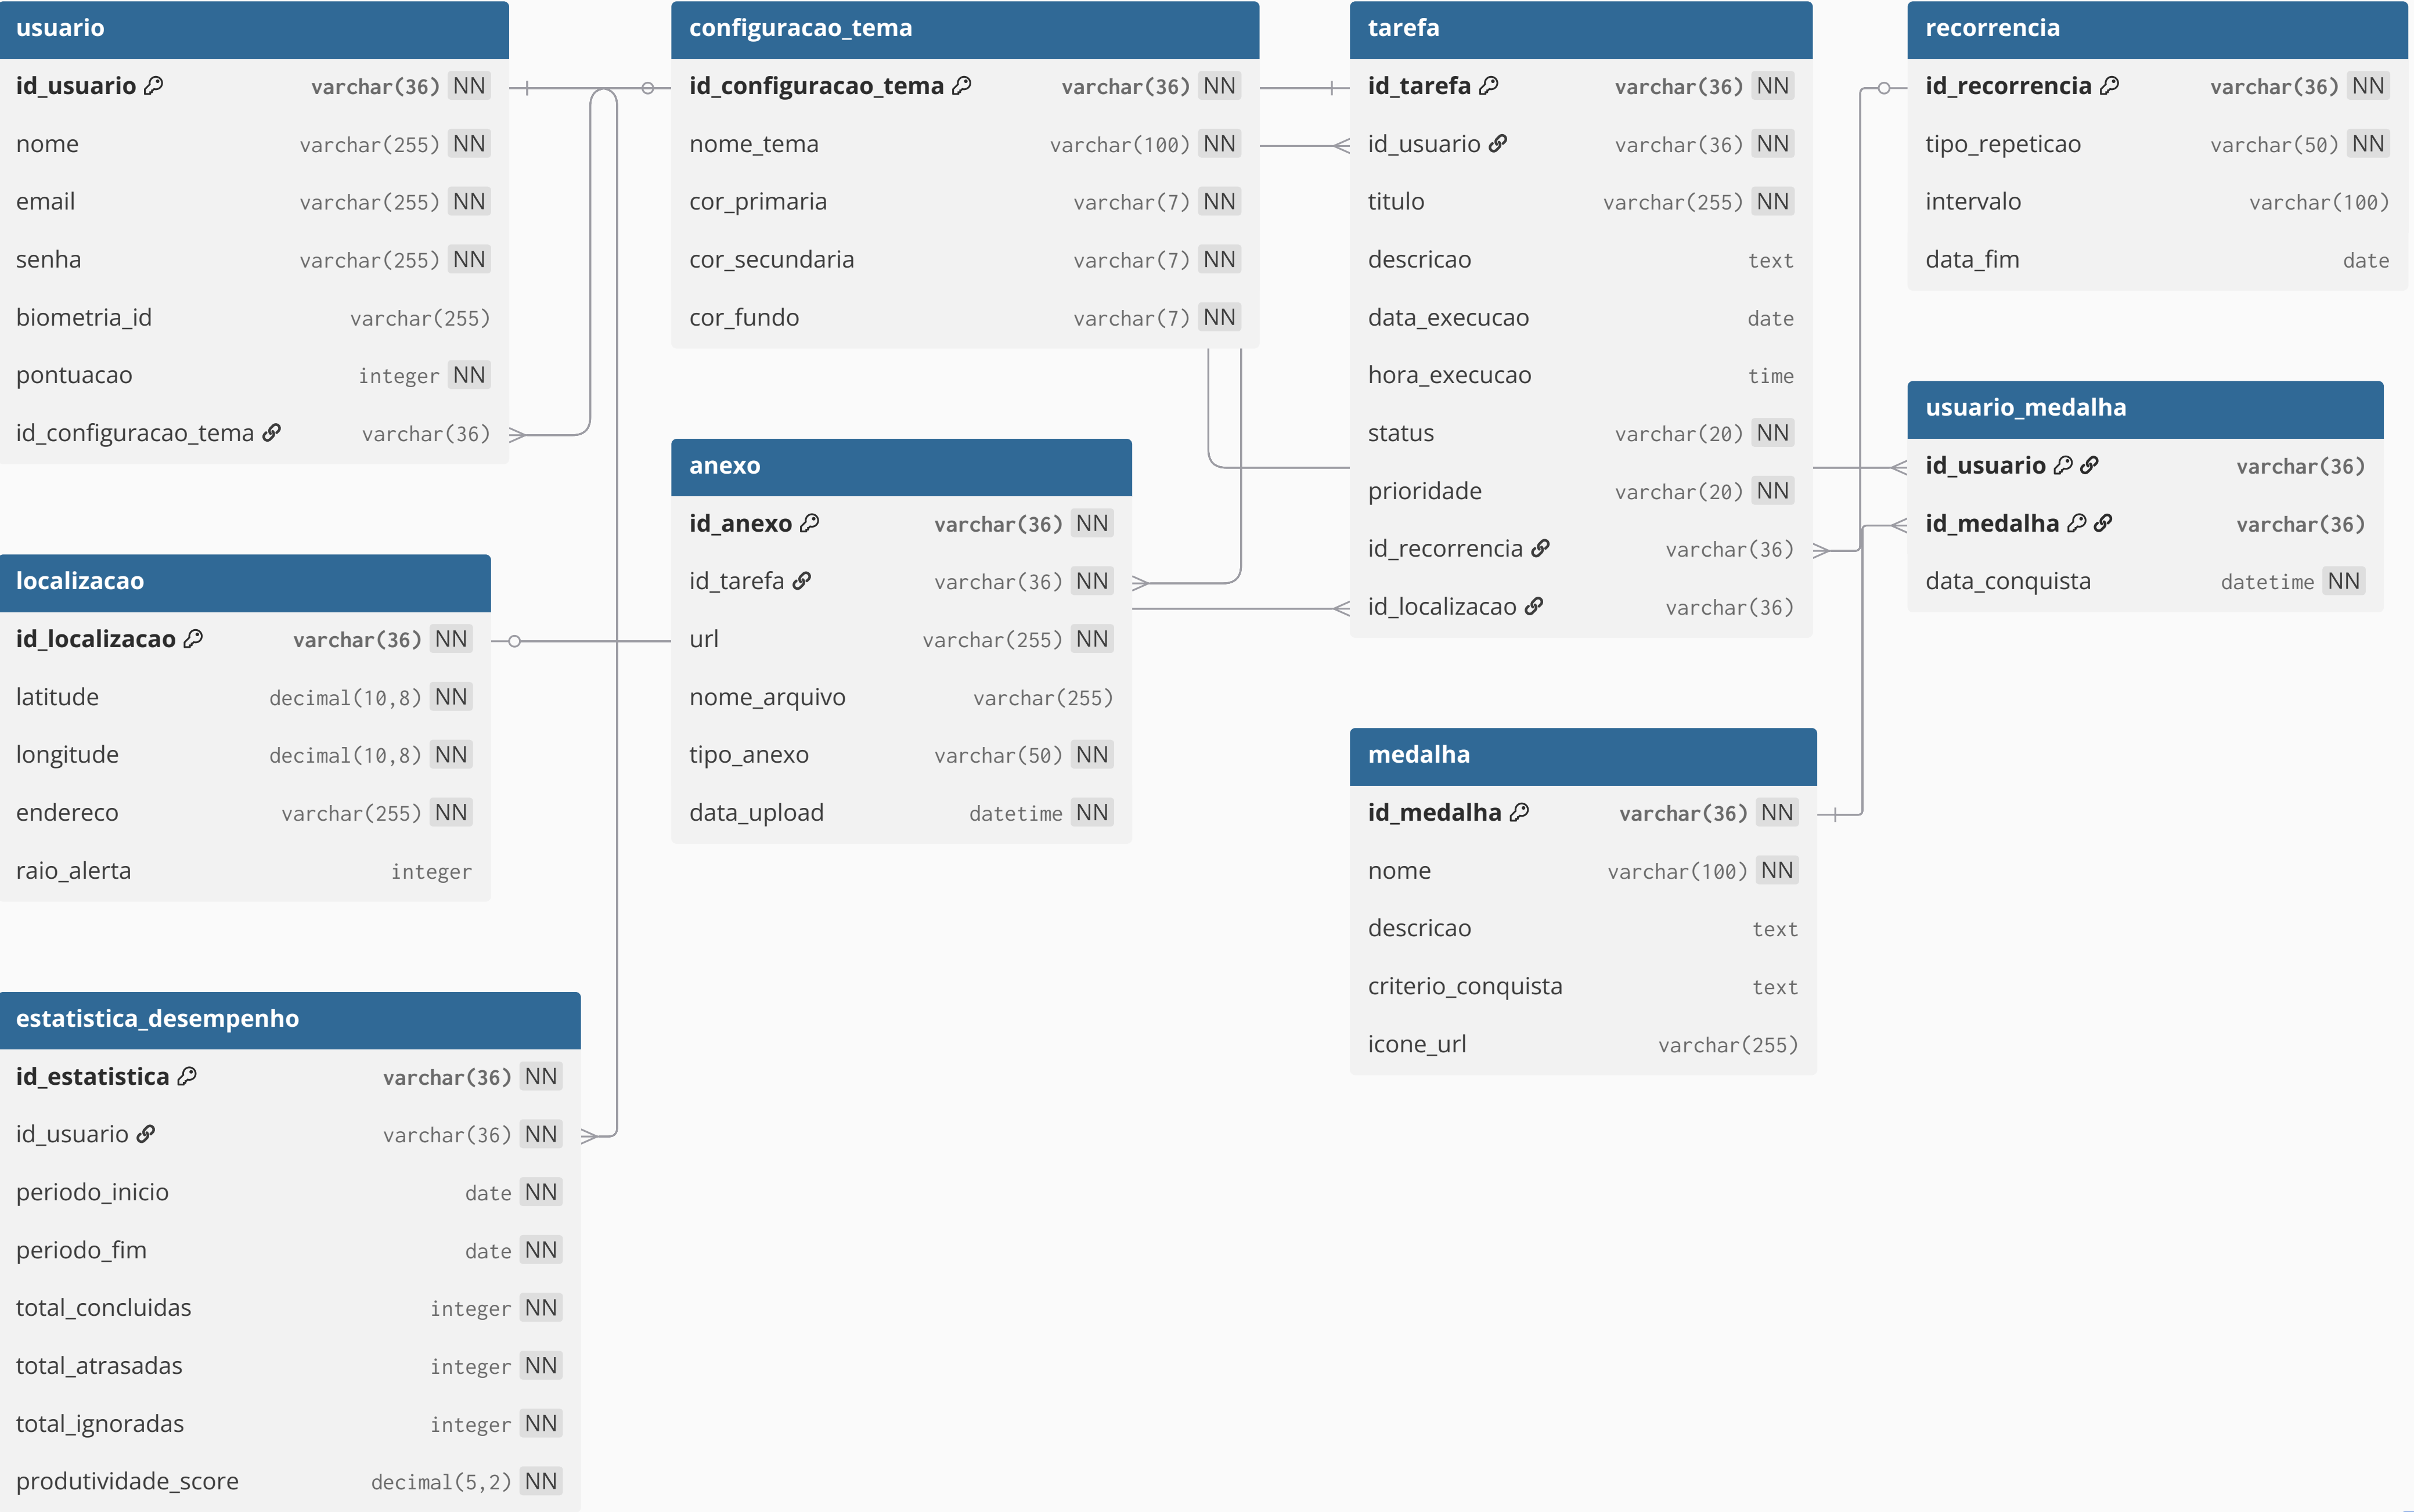 usuario
id_usuario varchar(36) NN
nome varchar(255) NN
email varchar(255) NN
senha varchar(255) NN
biometria_id varchar(255)
pontuacao integer NN
id_configuracao_tema varchar(36)
configuracao_tema
id_configuracao_tema varchar(36) NN
nome_tema varchar(100) NN
cor_primaria varchar(7) NN
cor_secundaria varchar(7) NN
cor_fundo varchar(7) NN
tarefa
id_tarefa varchar(36) NN
id_usuario varchar(36) NN
titulo varchar(255) NN
descricao text
data_execucao date
hora_execucao time
status varchar(20) NN
prioridade varchar(20) NN
id_recorrencia varchar(36)
id_localizacao varchar(36)
recorrencia
id_recorrencia varchar(36) NN
tipo_repeticao varchar(50) NN
intervalo varchar(100)
data_fim date
usuario_medalha
id_usuario varchar(36)
id_medalha varchar(36)
data_conquista datetime NN
anexo
id_anexo varchar(36) NN
id_tarefa varchar(36) NN
url varchar(255) NN
nome_arquivo varchar(255)
tipo_anexo varchar(50) NN
data_upload datetime NN
localizacao
id_localizacao varchar(36) NN
latitude decimal(10,8) NN
longitude decimal(10,8) NN
endereco varchar(255) NN
raio_alerta integer
medalha
id_medalha varchar(36) NN
nome varchar(100) NN
descricao text
criterio_conquista text
icone_url varchar(255)
estatistica_desempenho
id_estatistica varchar(36) NN
id_usuario varchar(36) NN
periodo_inicio date NN
periodo_fim date NN
total_concluidas integer NN
total_atrasadas integer NN
total_ignoradas integer NN
produtividade_score decimal(5,2) NN